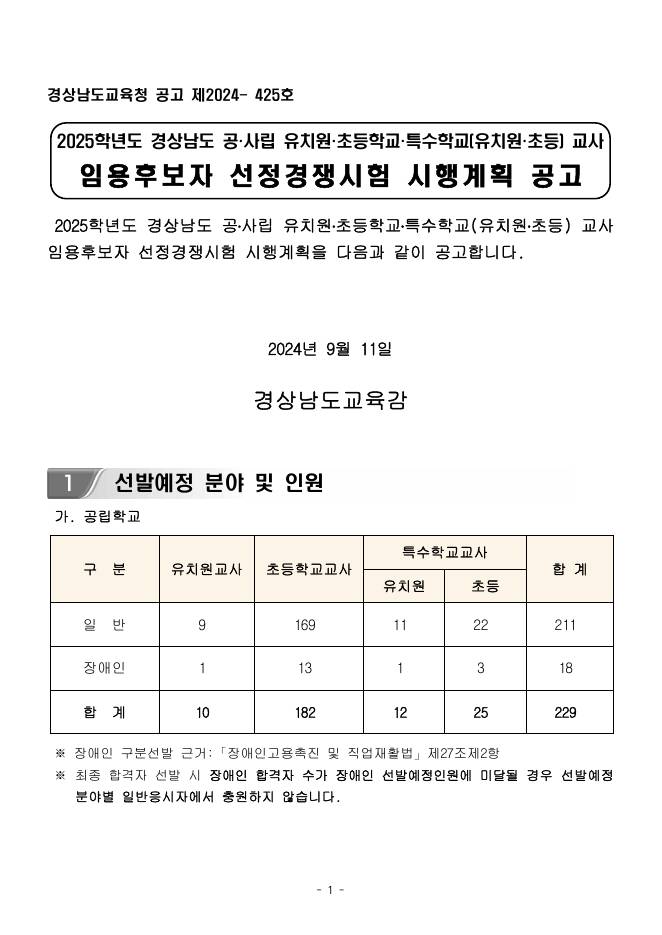 경상남도교육청 공고 제2024- 425호
2025학년도 경상남도 공·사립 유치원·초등학교·특수학교(유치원·초등) 교사
임용후보자 선정경쟁시험 시행계획 공고
2025학년도 경상남도 공·사립 유치원·초등학교·특수학교(유치원·초등) 교사
임용후보자 선정경쟁시험 시행계획을 다음과 같이 공고합니다.
2024년 9월 11일
경상남도교육감
1 선발예정 분야 및 인원
가. 공립학교
구 분 유치원교사 초등학교교사 특수학교교사 합 계
유치원 초등
일 반 9 169 11 22 211
장애인 1 13 1 3 18
합 계 10 182 12 25 229
※ 장애인 구분선발 근거:「장애인고용촉진 및 직업재활법」제27조제2항
※ 최종 합격자 선발 시 장애인 합격자 수가 장애인 선발예정인원에 미달될 경우 선발예정
분야별 일반응시자에서 충원하지 않습니다.
- 1 -